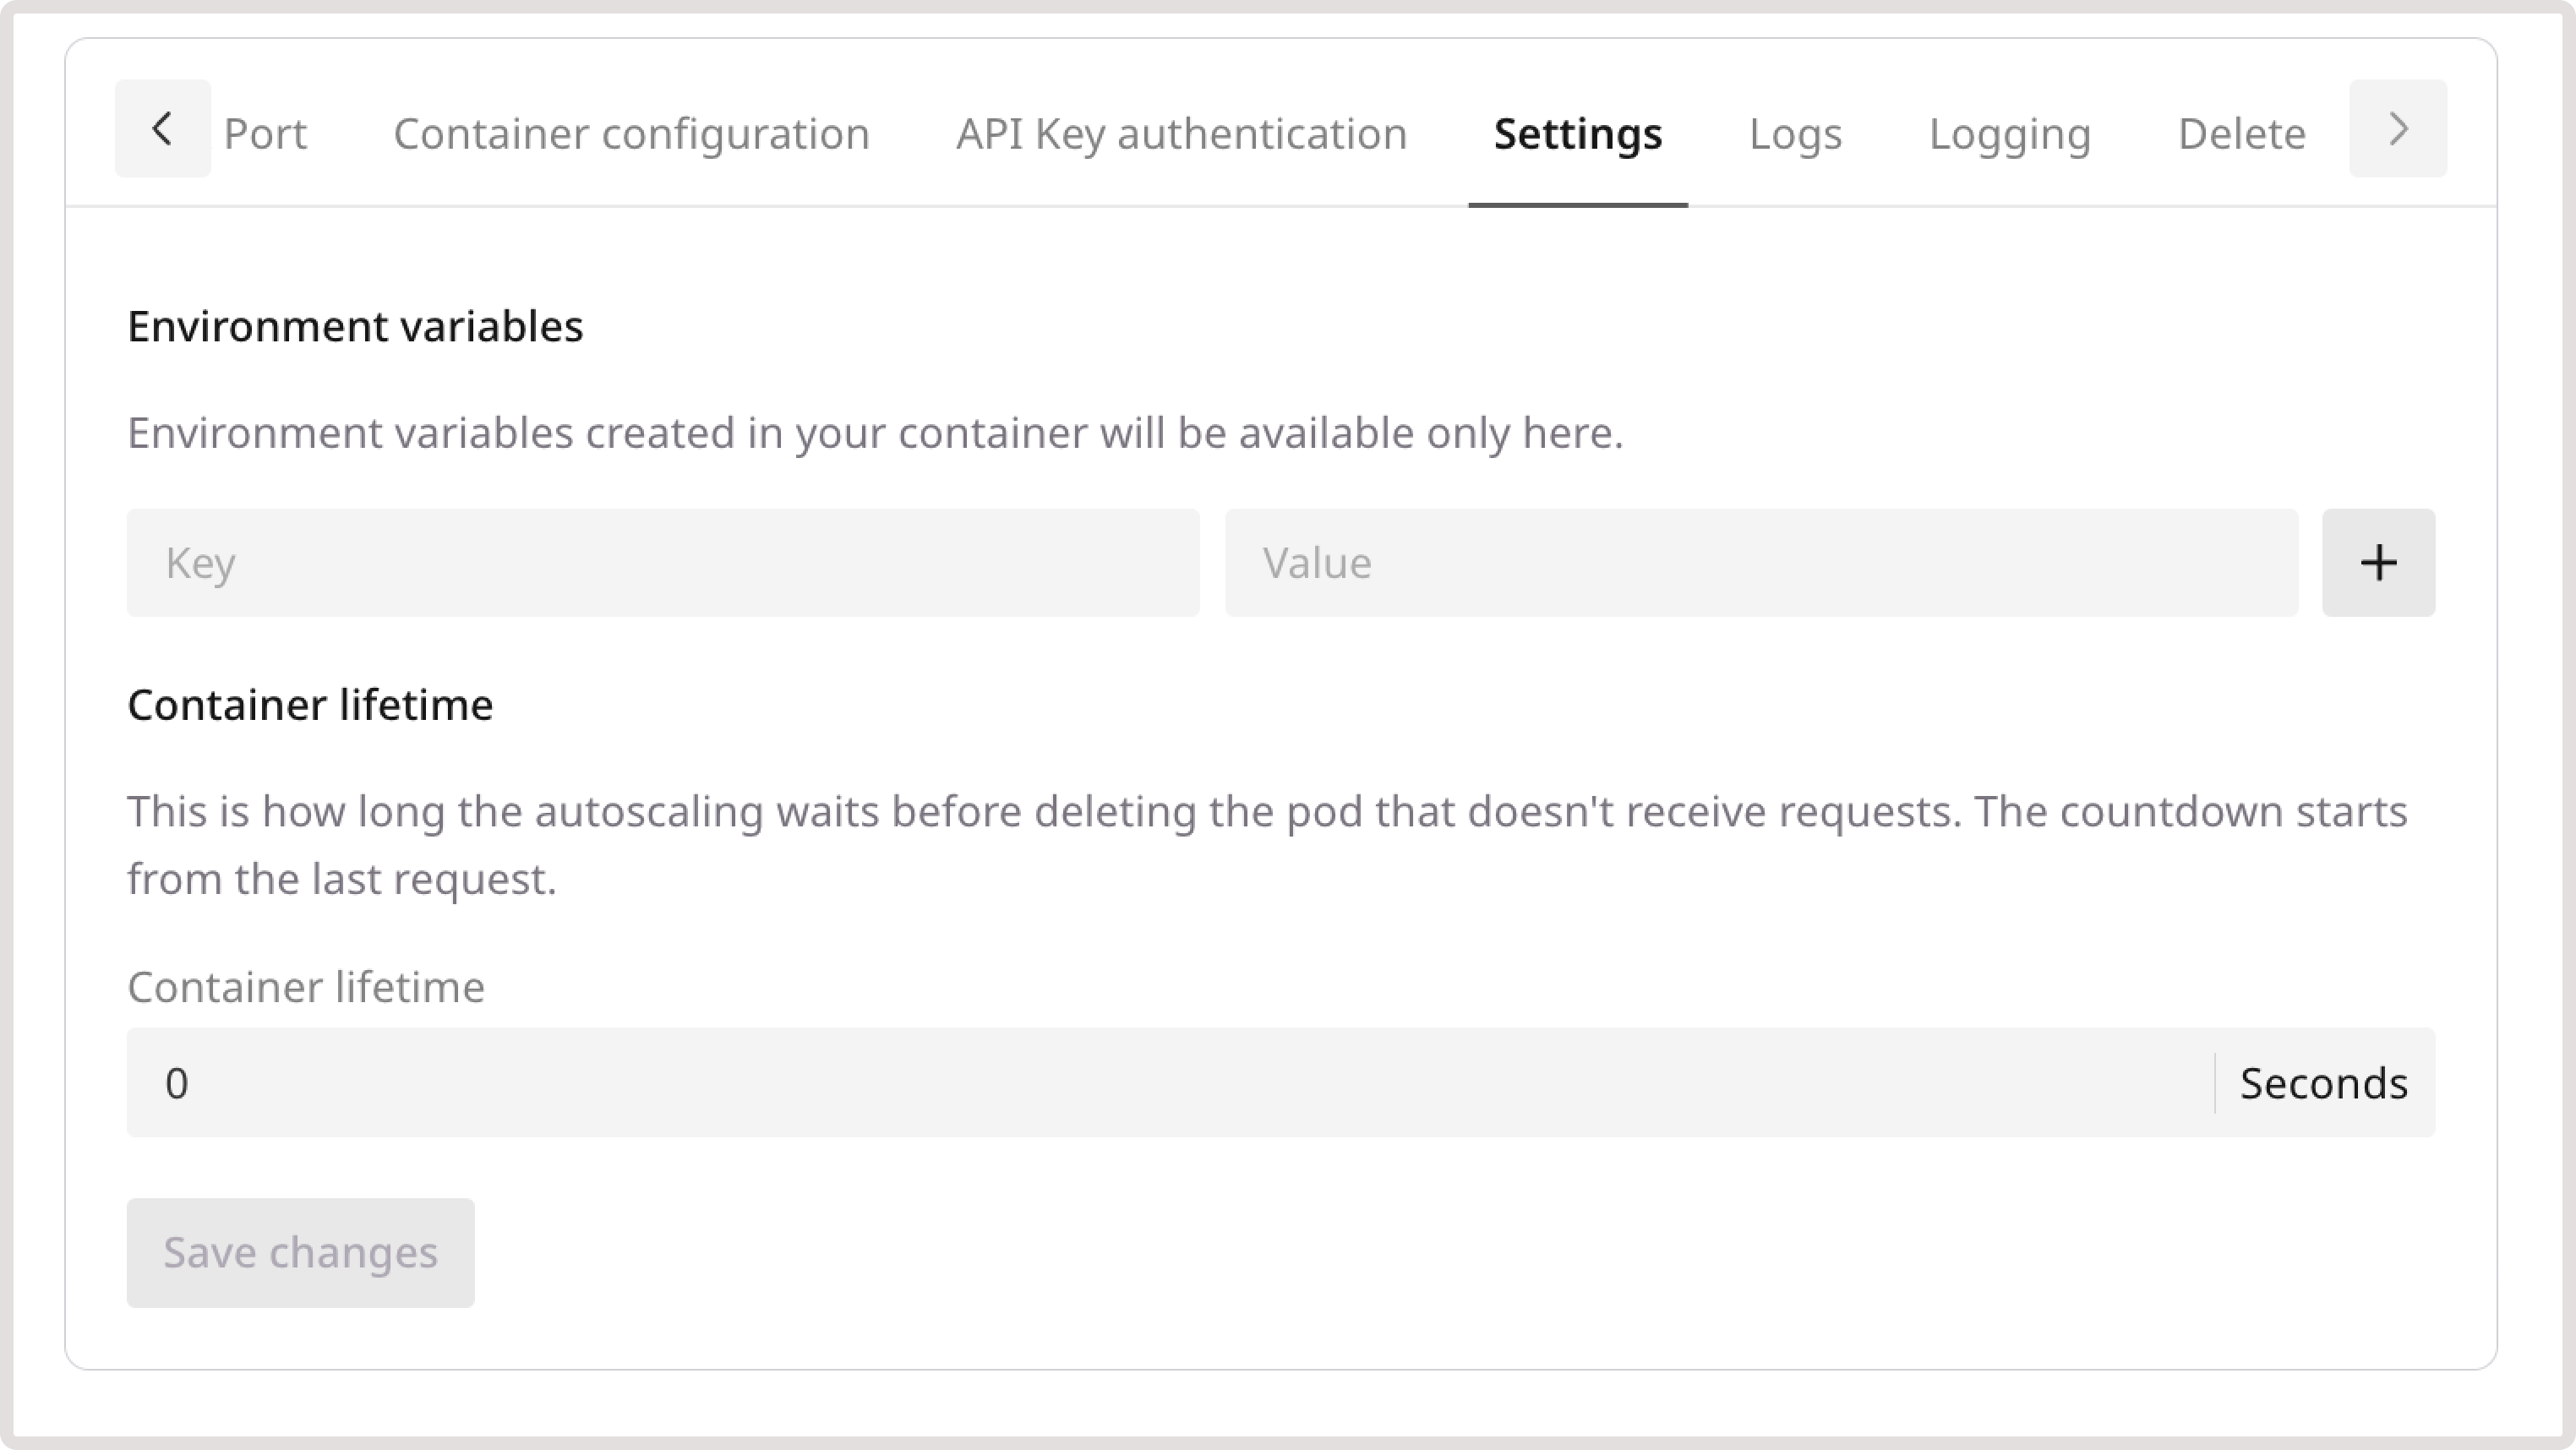 Port Container configuration API Key authentication Settings Logs Logging Delete
Environment variables
Environment variables created in your container will be available only here.
Key Value
Container lifetime
This is how long the autoscaling waits before deleting the pod that doesn't receive requests. The countdown starts
from the last request.
Container lifetime
0 Seconds
Save changes